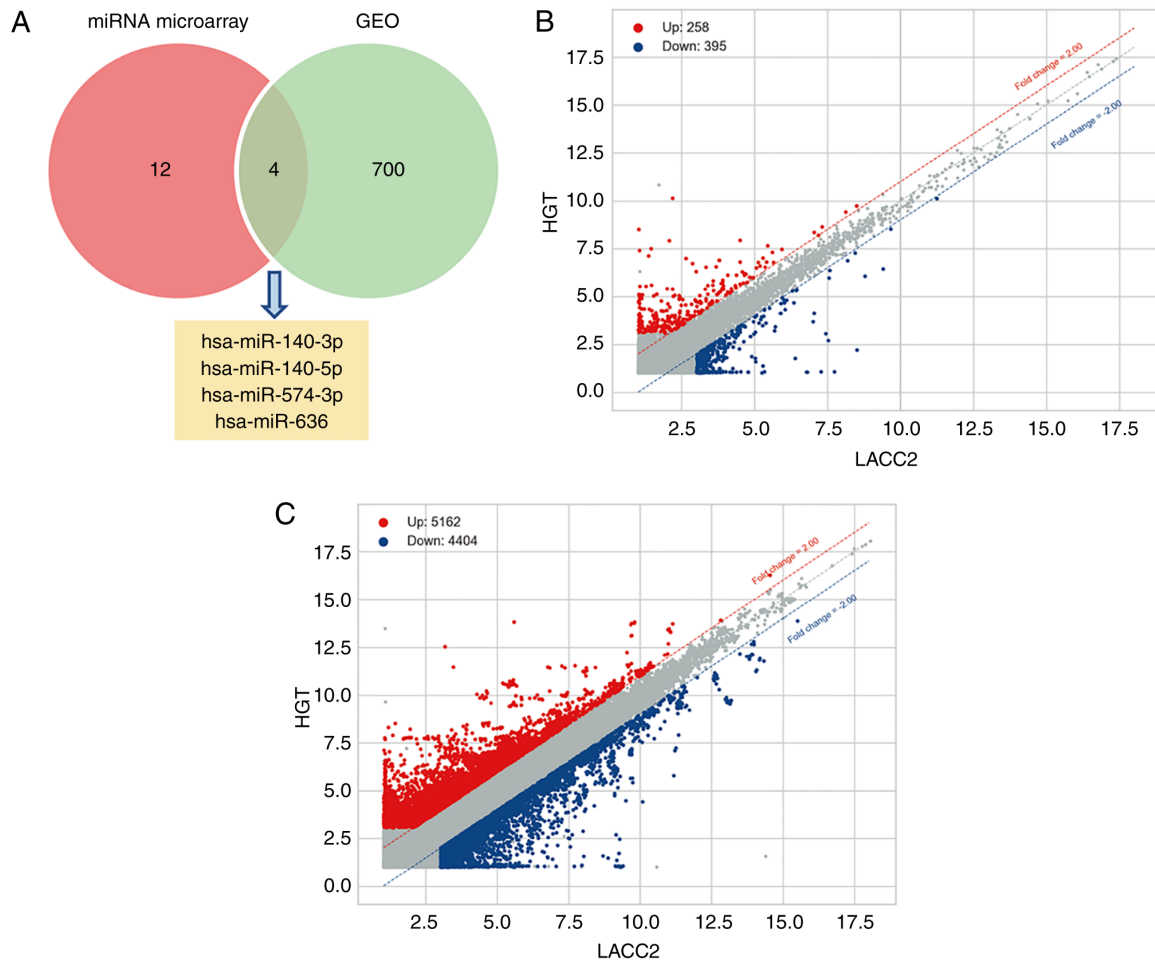 A
miRNA microarray
GEO
12
4
700
hsa-miR-140-3p
hsa-miR-140-5p
hsa-miR-574-3p
hsa-miR-636
B
Up: 258
Down: 395
Fold change = 2.00
Fold change = -2.00
HGT
17.5
15.0
12.5
10.0
7.5
5.0
2.5
0.0
2.5 5.0 7.5 10.0 12.5 15.0 17.5
LACC2
C
Up: 5162
Down: 4404
Fold change = 2.00
Fold change = -2.00
HGT
17.5
15.0
12.5
10.0
7.5
5.0
2.5
0.0
2.5 5.0 7.5 10.0 12.5 15.0 17.5
LACC2